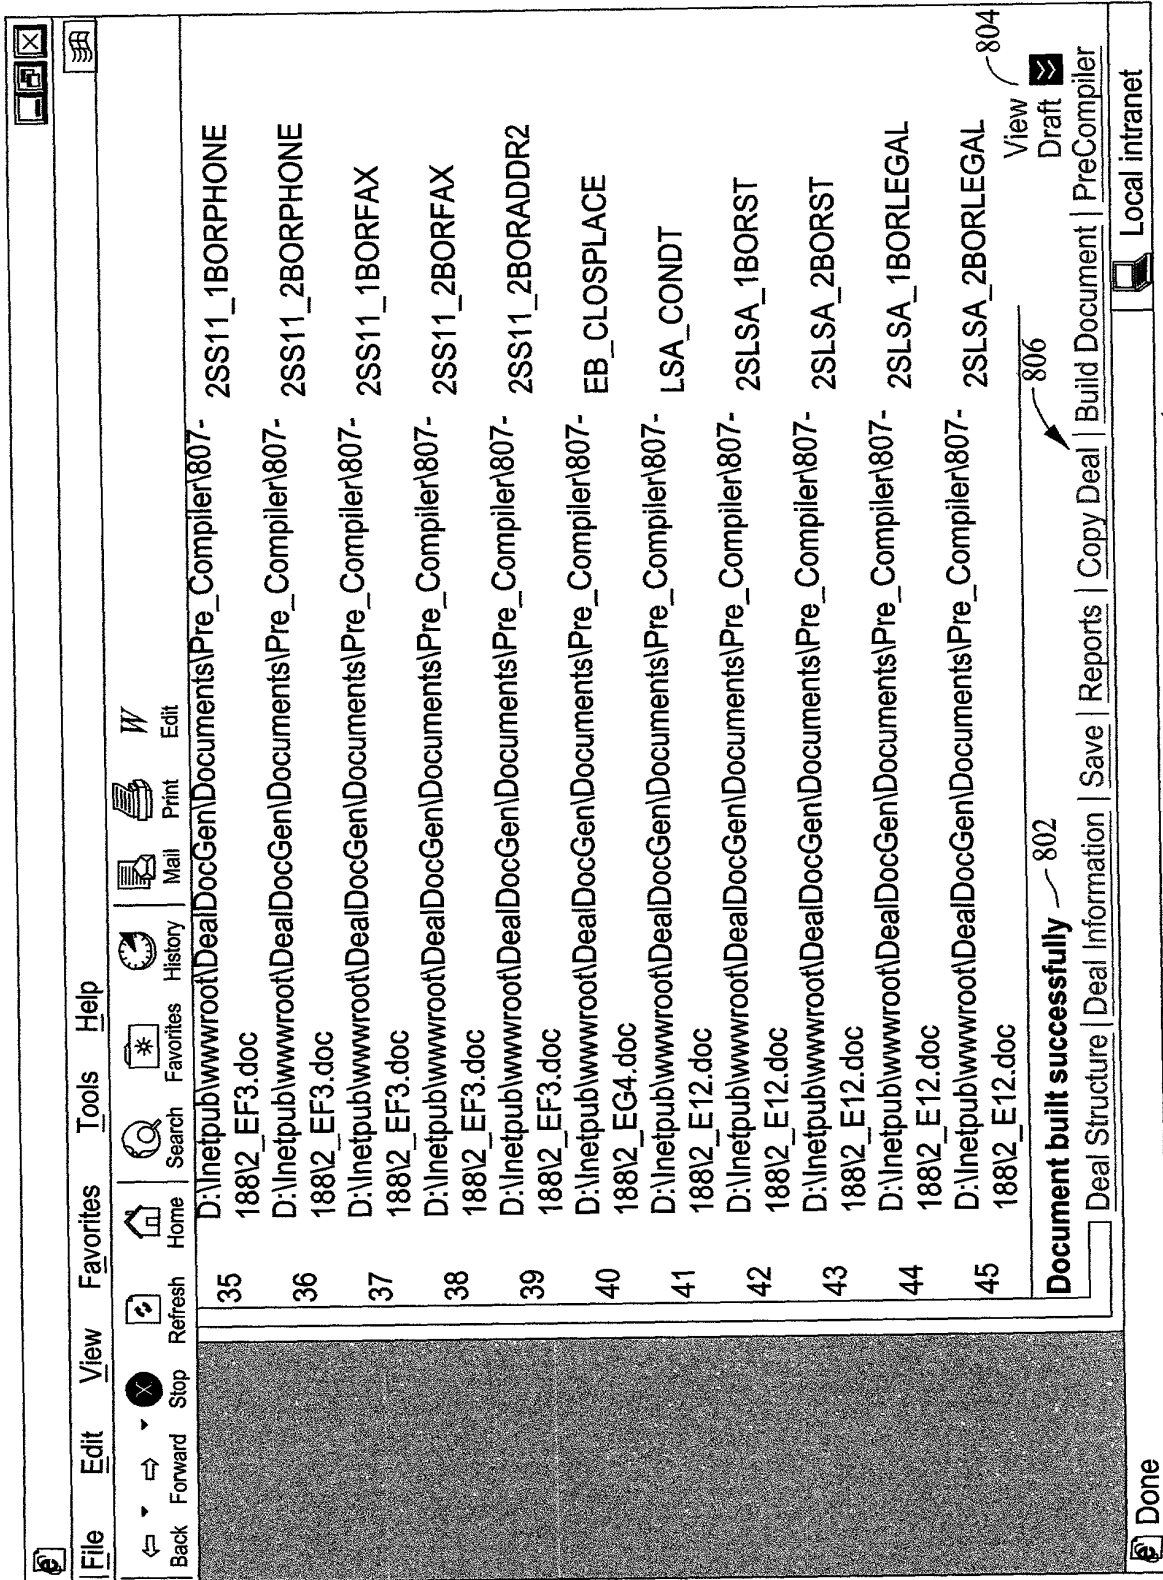 File Edit View Favorites Tools Help
Back Forward Stop Refresh Home Search Favorites History Mail Print Edit
W
35 D:\Inetpub\wwwroot\DealDocGen\Documents\Pre_Compiler\807- 2SS11_1BORPHONE
188\2_EF3.doc
36 D:\Inetpub\wwwroot\DealDocGen\Documents\Pre_Compiler\807- 2SS11_2BORPHONE
188\2_EF3.doc
37 D:\Inetpub\wwwroot\DealDocGen\Documents\Pre_Compiler\807- 2SS11_1BORFAX
188\2_EF3.doc
38 D:\Inetpub\wwwroot\DealDocGen\Documents\Pre_Compiler\807- 2SS11_2BORFAX
188\2_EF3.doc
39 D:\Inetpub\wwwroot\DealDocGen\Documents\Pre_Compiler\807- 2SS11_2BORADDR2
188\2_EF3.doc
40 D:\Inetpub\wwwroot\DealDocGen\Documents\Pre_Compiler\807- EB_CLOSPLACE
188\2_EG4.doc
41 D:\Inetpub\wwwroot\DealDocGen\Documents\Pre_Compiler\807- LSA_CONDT
188\2_E12.doc
42 D:\Inetpub\wwwroot\DealDocGen\Documents\Pre_Compiler\807- 2SLSA_1BORST
188\2_E12.doc
43 D:\Inetpub\wwwroot\DealDocGen\Documents\Pre_Compiler\807- 2SLSA_2BORST
188\2_E12.doc
44 D:\Inetpub\wwwroot\DealDocGen\Documents\Pre_Compiler\807- 2SLSA_1BORLEGAL
188\2_E12.doc
45 D:\Inetpub\wwwroot\DealDocGen\Documents\Pre_Compiler\807- 2SLSA_2BORLEGAL
188\2_E12.doc
Document built successfully 802
806
View 804
Draft
Deal Structure | Deal Information | Save | Reports | Copy Deal | Build Document | PreCompiler
Done Local intranet